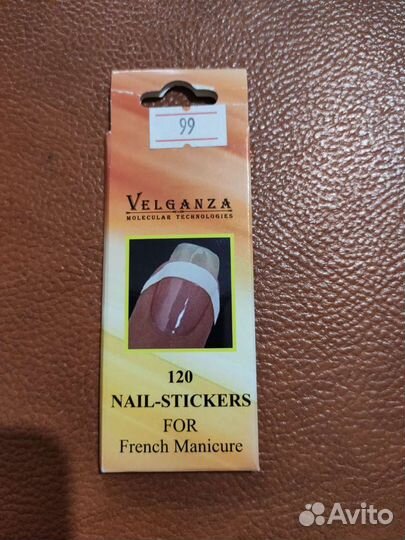 99
VELGANZA
MOLECULAR TECHNOLOGIES
120
NAIL-STICKERS
FOR
French Manicure
Avito